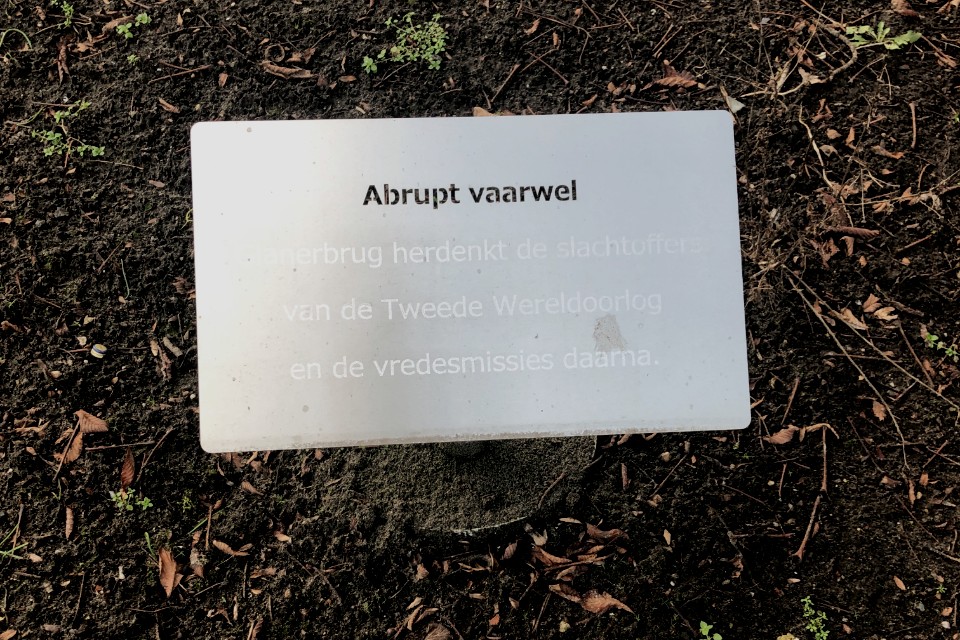 Abrupt vaarwel
herdenkt de slachtoffers
van de Tweede Wereldoorlog
en de vredesmissies daarna.